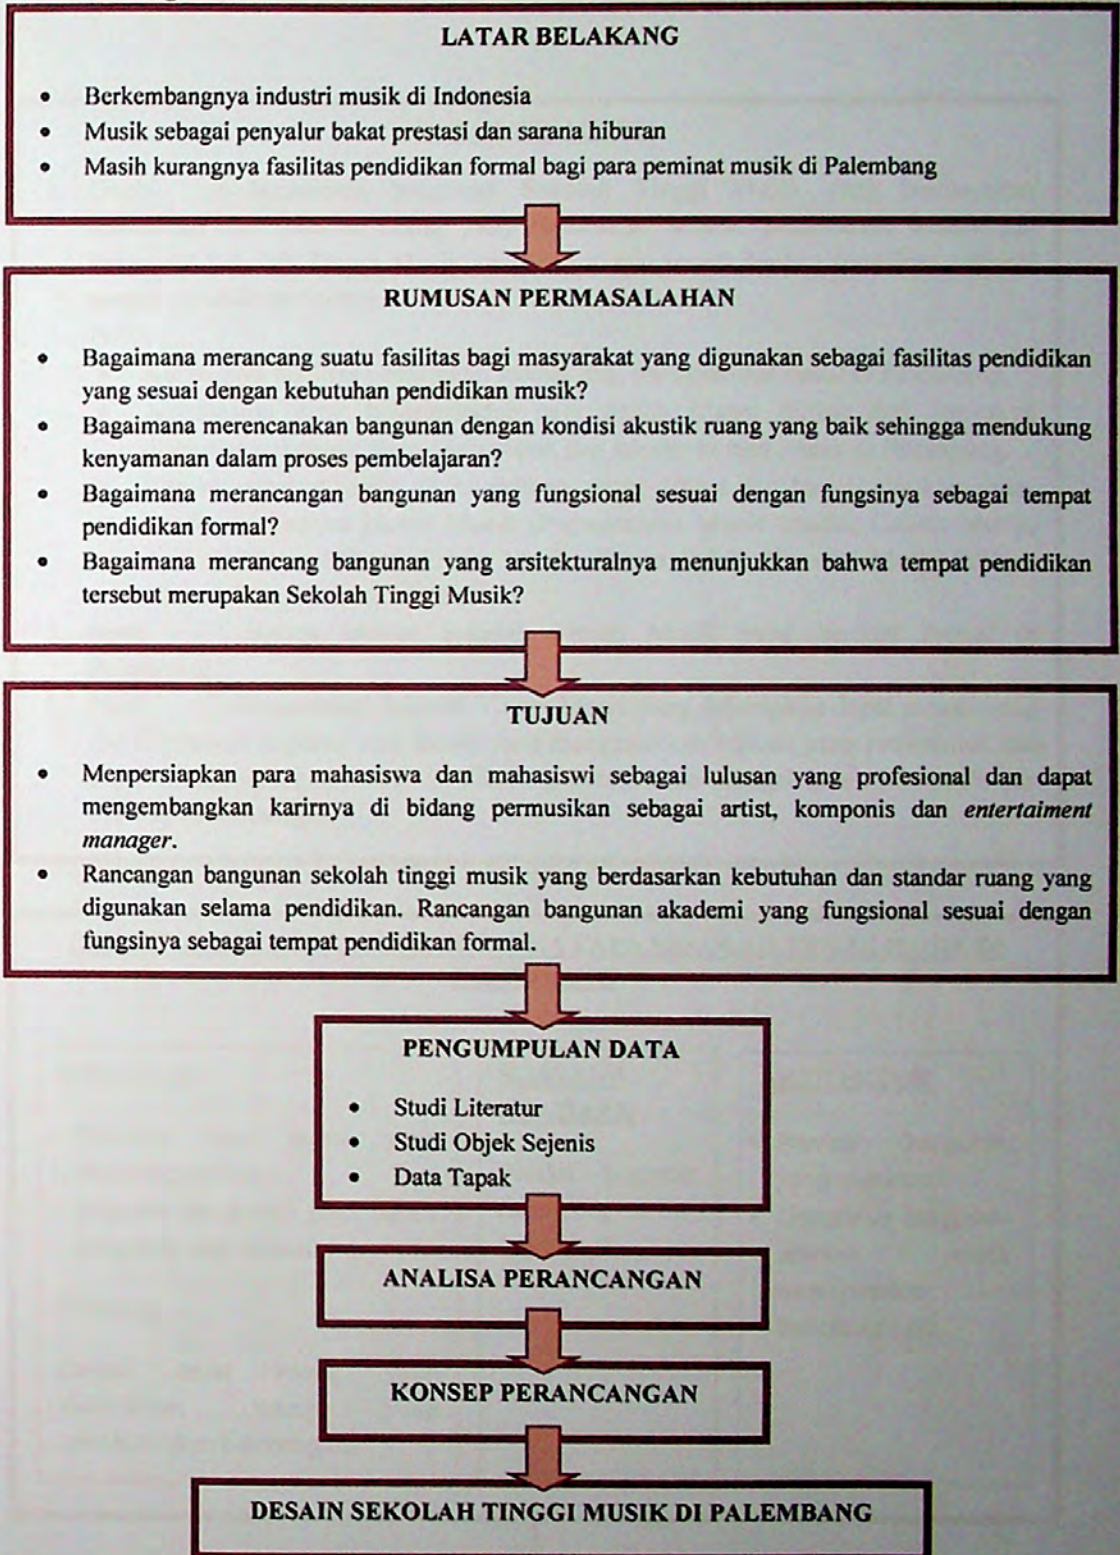 LATAR BELAKANG
• Berkembangnya industri musik di Indonesia
• Musik sebagai penyalur bakat prestasi dan sarana hiburan
• Masih kurangnya fasilitas pendidikan formal bagi para peminat musik di Palembang
RUMUSAN PERMASALAHAN
• Bagaimana merancang suatu fasilitas bagi masyarakat yang digunakan sebagai fasilitas pendidikan
yang sesuai dengan kebutuhan pendidikan musik?
• Bagaimana merencanakan bangunan dengan kondisi akustik ruang yang baik sehingga mendukung
kenyamanan dalam proses pembelajaran?
• Bagaimana merancangan bangunan yang fungsional sesuai dengan fungsinya sebagai tempat
pendidikan formal?
• Bagaimana merancang bangunan yang arsitekturalnya menunjukkan bahwa tempat pendidikan
tersebut merupakan Sekolah Tinggi Musik?
TUJUAN
• Menpersiapkan para mahasiswa dan mahasiswi sebagai lulusan yang profesional dan dapat
mengembangkan karirnya di bidang permusikan sebagai artist, komponis dan entertaiment
manager.
• Rancangan bangunan sekolah tinggi musik yang berdasarkan kebutuhan dan standar ruang yang
digunakan selama pendidikan. Rancangan bangunan akademi yang fungsional sesuai dengan
fungsinya sebagai tempat pendidikan formal.
PENGUMPULAN DATA
• Studi Literatur
• Studi Objek Sejenis
• Data Tapak
ANALISA PERANCANGAN
KONSEP PERANCANGAN
DESAIN SEKOLAH TINGGI MUSIK DI PALEMBANG